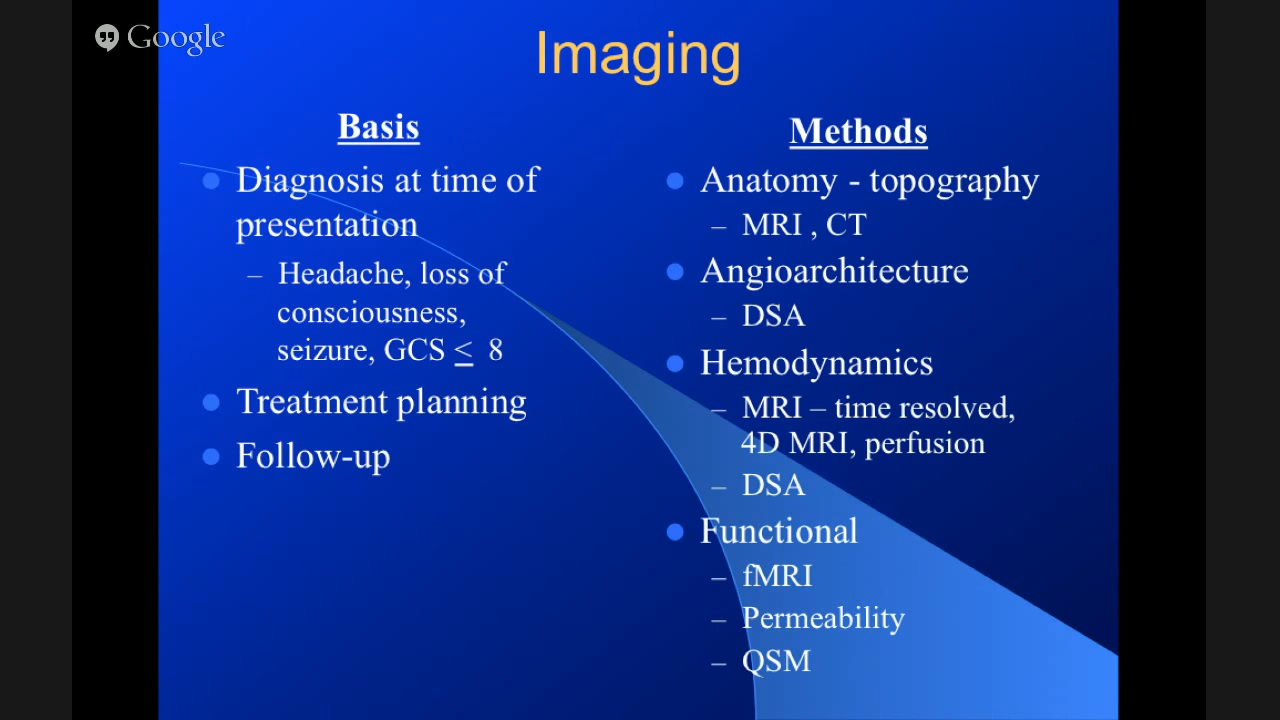 Google
Imaging
Basis
Diagnosis at time of
presentation
– Headache, loss of
consciousness,
seizure, GCS ≤ 8
Treatment planning
Follow-up
Methods
Anatomy - topography
– MRI , CT
Angioarchitecture
– DSA
Hemodynamics
– MRI – time resolved,
4D MRI, perfusion
– DSA
Functional
– fMRI
– Permeability
– QSM